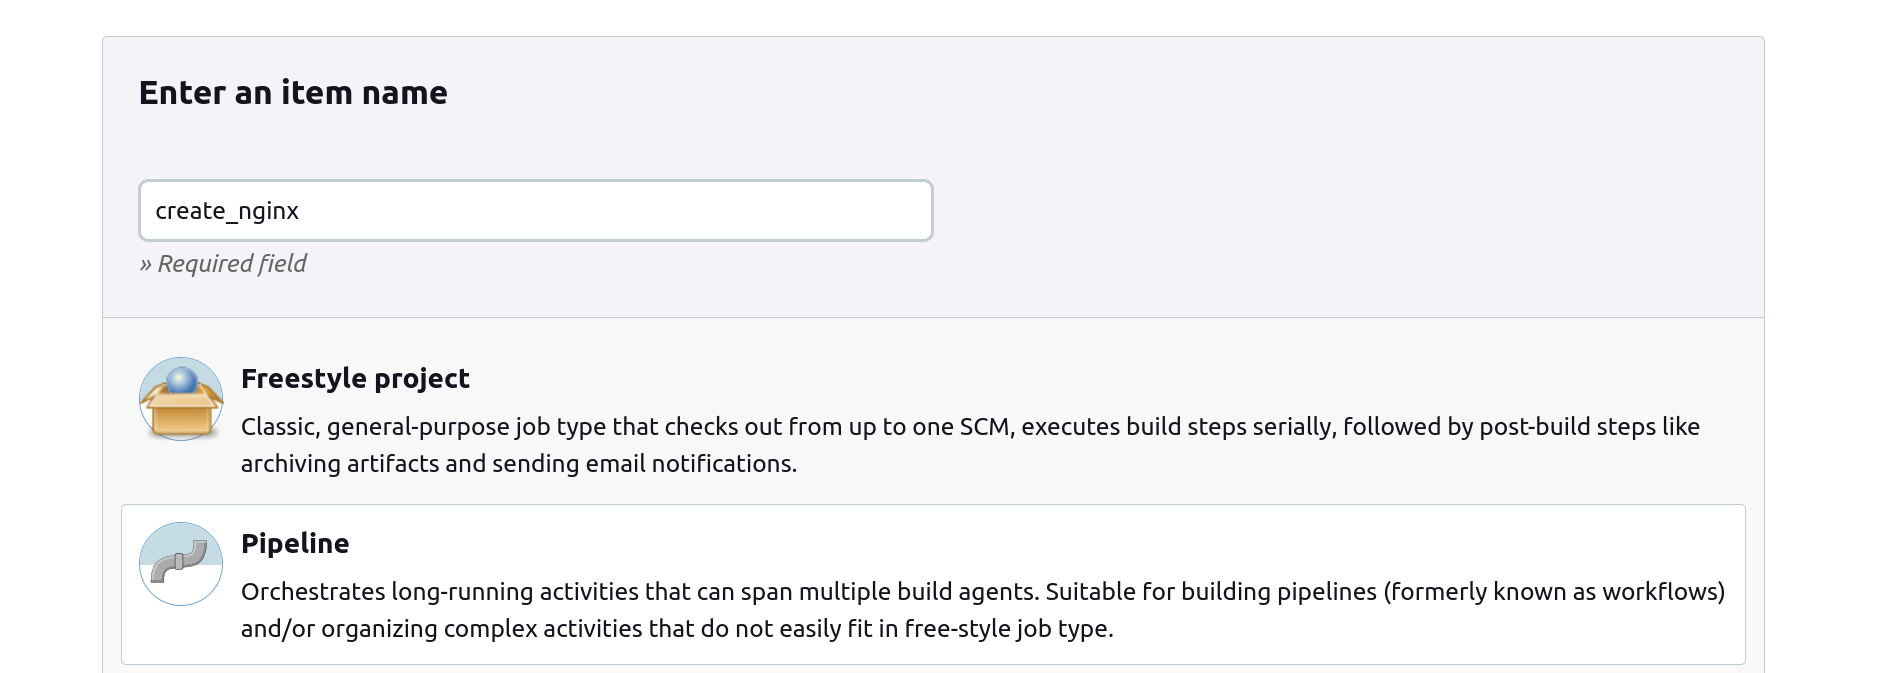 Enter an item name
create_nginx
» Required field
Freestyle project
Classic, general-purpose job type that checks out from up to one SCM, executes build steps serially, followed by post-build steps like
archiving artifacts and sending email notifications.
Pipeline
Orchestrates long-running activities that can span multiple build agents. Suitable for building pipelines (formerly known as workflows)
and/or organizing complex activities that do not easily fit in free-style job type.